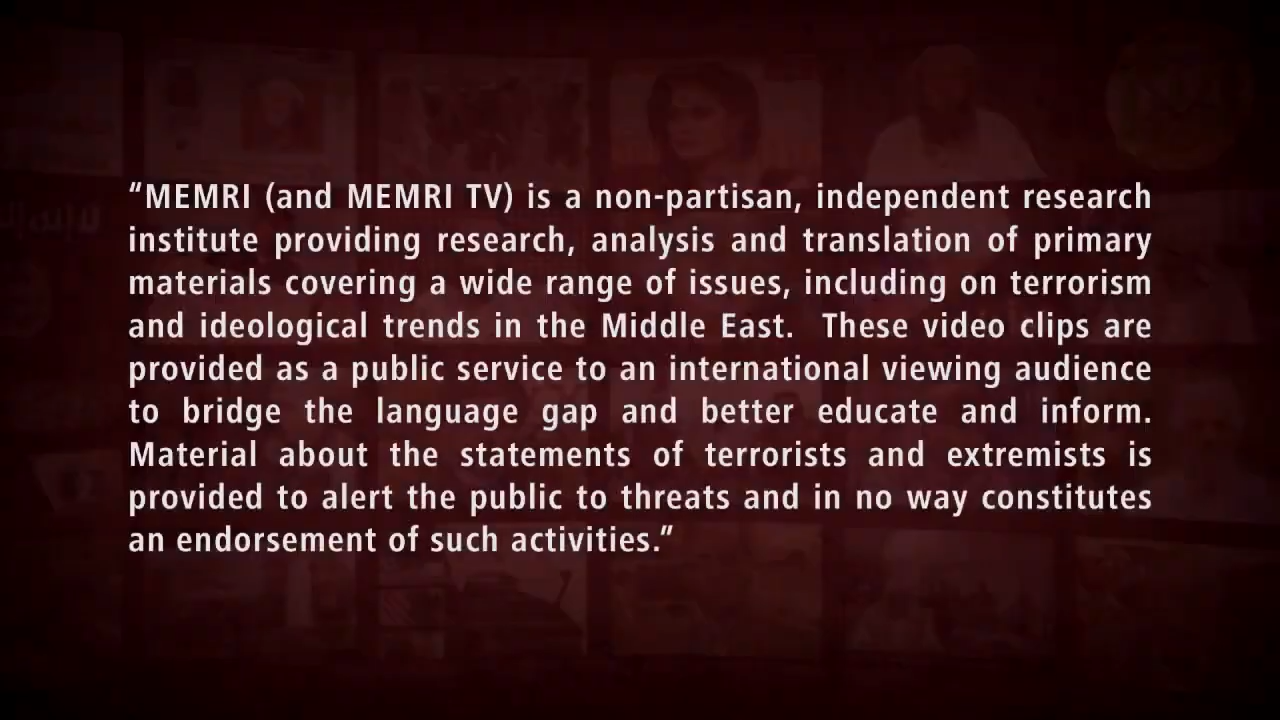 “MEMRI (and MEMRI TV) is a non-partisan, independent research
institute providing research, analysis and translation of primary
materials covering a wide range of issues, including on terrorism
and ideological trends in the Middle East.  These video clips are
provided as a public service to an international viewing audience
to bridge the language gap and better educate and inform.
Material about the statements of terrorists and extremists is
provided to alert the public to threats and in no way constitutes
an endorsement of such activities.”